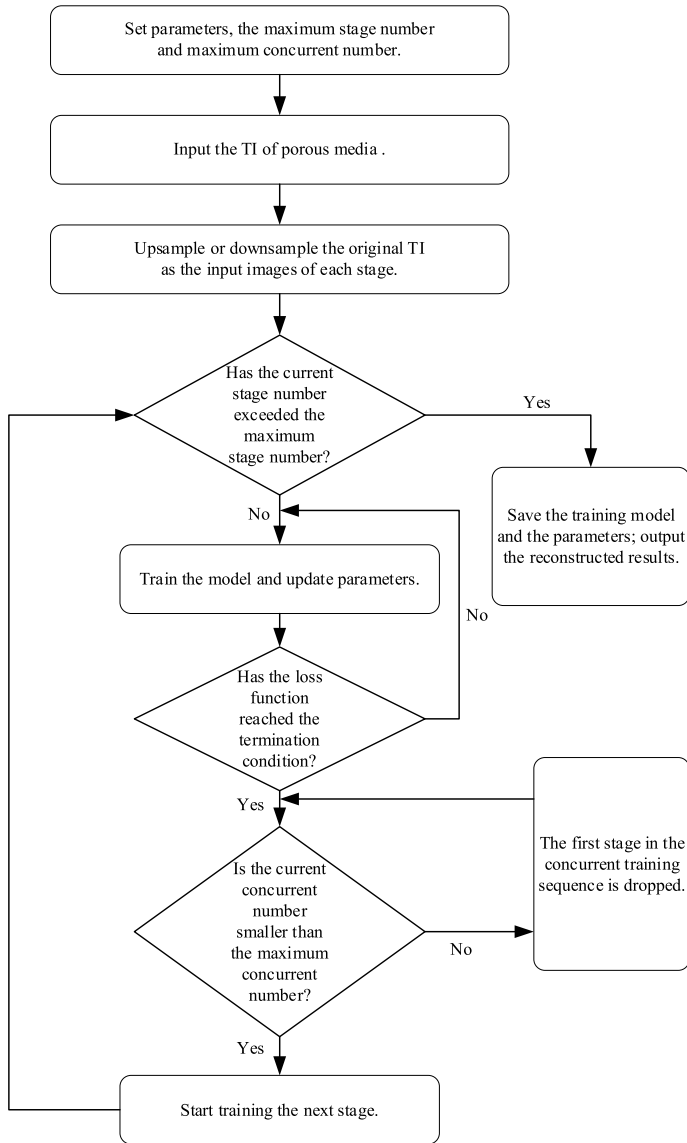 Set parameters, the maximum stage number
and maximum concurrent number.
Input the TI of porous media .
Upsample or downsample the original TI
as the input images of each stage.
Has the current
stage number
exceeded the
maximum
stage number?
Yes
No
Save the training model
and the parameters; output
the reconstructed results.
Train the model and update parameters.
No
Has the loss
function
reached the
termination
condition?
Yes
The first stage in the
concurrent training
sequence is dropped.
Is the current
concurrent
number
smaller than
the maximum
concurrent
number?
No
Yes
Start training the next stage.